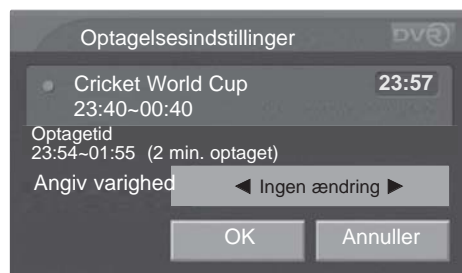 Optagelsesindstillinger DVR
Cricket World Cup 23:57
23:40~00:40
Optagetid
23:54~01:55 (2 min. optaget)
Angiv varighed ◀ Ingen ændring ▶
OK Annuller